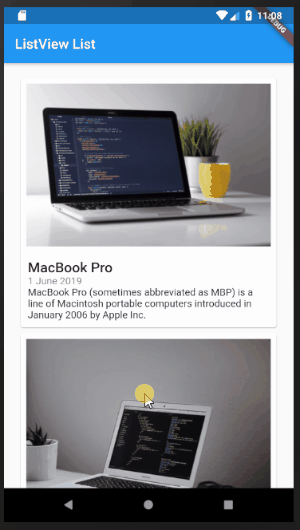 11:08
DEBUG
ListView List
MacBook Pro
1 June 2019
MacBook Pro (sometimes abbreviated as MBP) is a
line of Macintosh portable computers introduced in
January 2006 by Apple Inc.